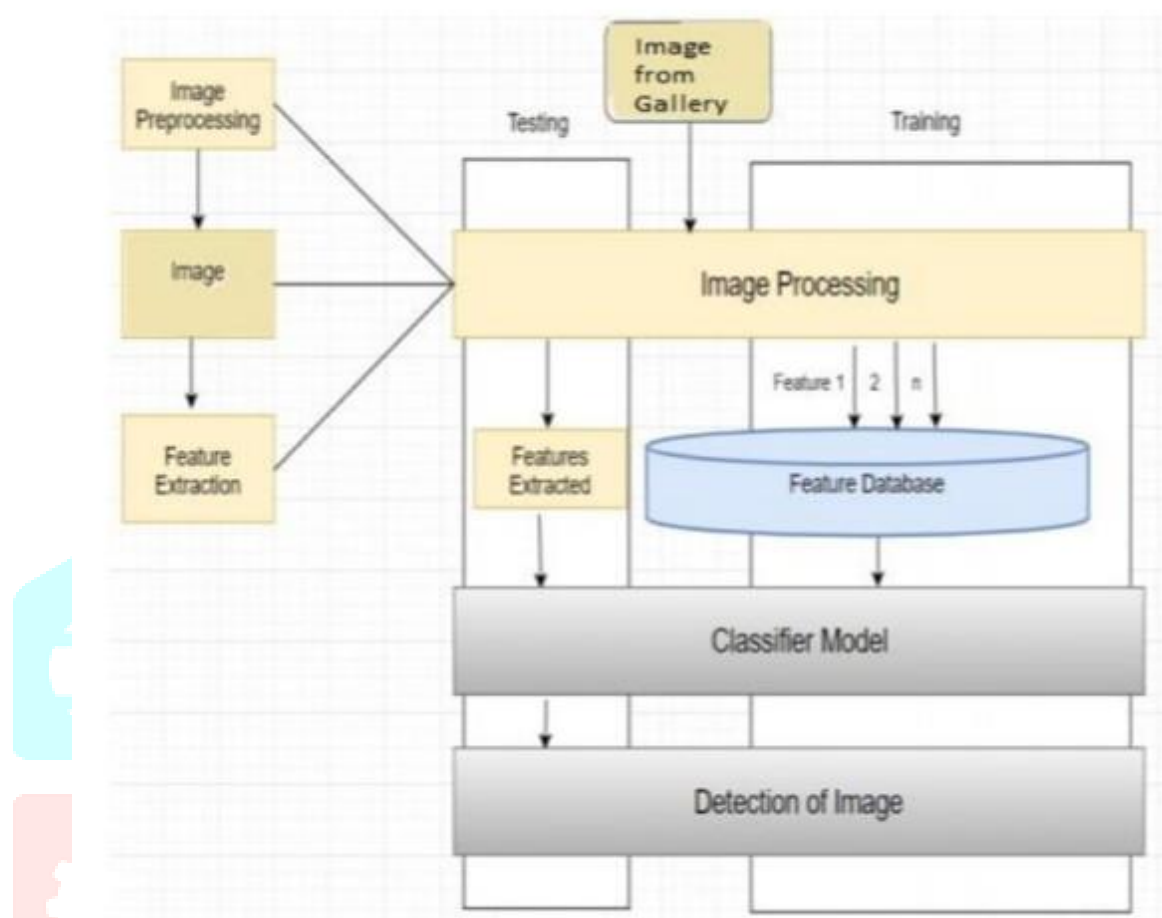 Image
from
Gallery
Image
Preprocessing
Testing
Training
Image
Image Processing
Feature 1
2
n
Feature
Extraction
Features
Extracted
Feature Database
Classifier Model
Detection of Image